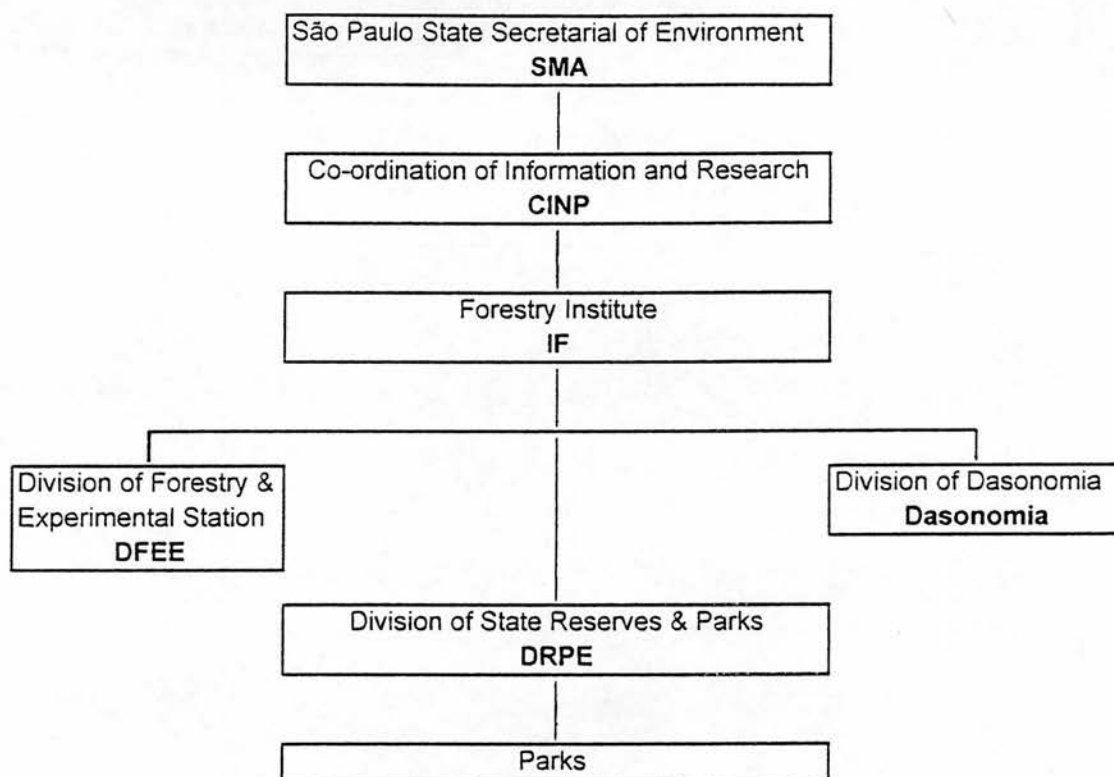 São Paulo State Secretarial of Environment
SMA
Co-ordination of Information and Research
CINP
Forestry Institute
IF
Division of Forestry &
Experimental Station
DFEE
Division of Dasonomia
Dasonomia
Division of State Reserves & Parks
DRPE
Parks